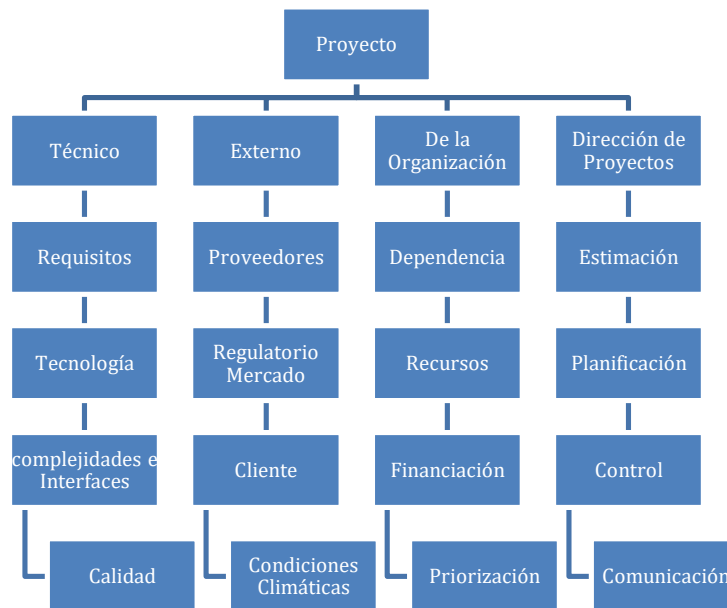 Proyecto
Técnico
Externo
De la
Organización
Dirección de
Proyectos
Requisitos
Proveedores
Dependencia
Estimación
Tecnología
Regulatorio
Mercado
Recursos
Planificación
complejidades e
Interfaces
Cliente
Financiación
Control
Calidad
Condiciones
Climáticas
Priorización
Comunicación